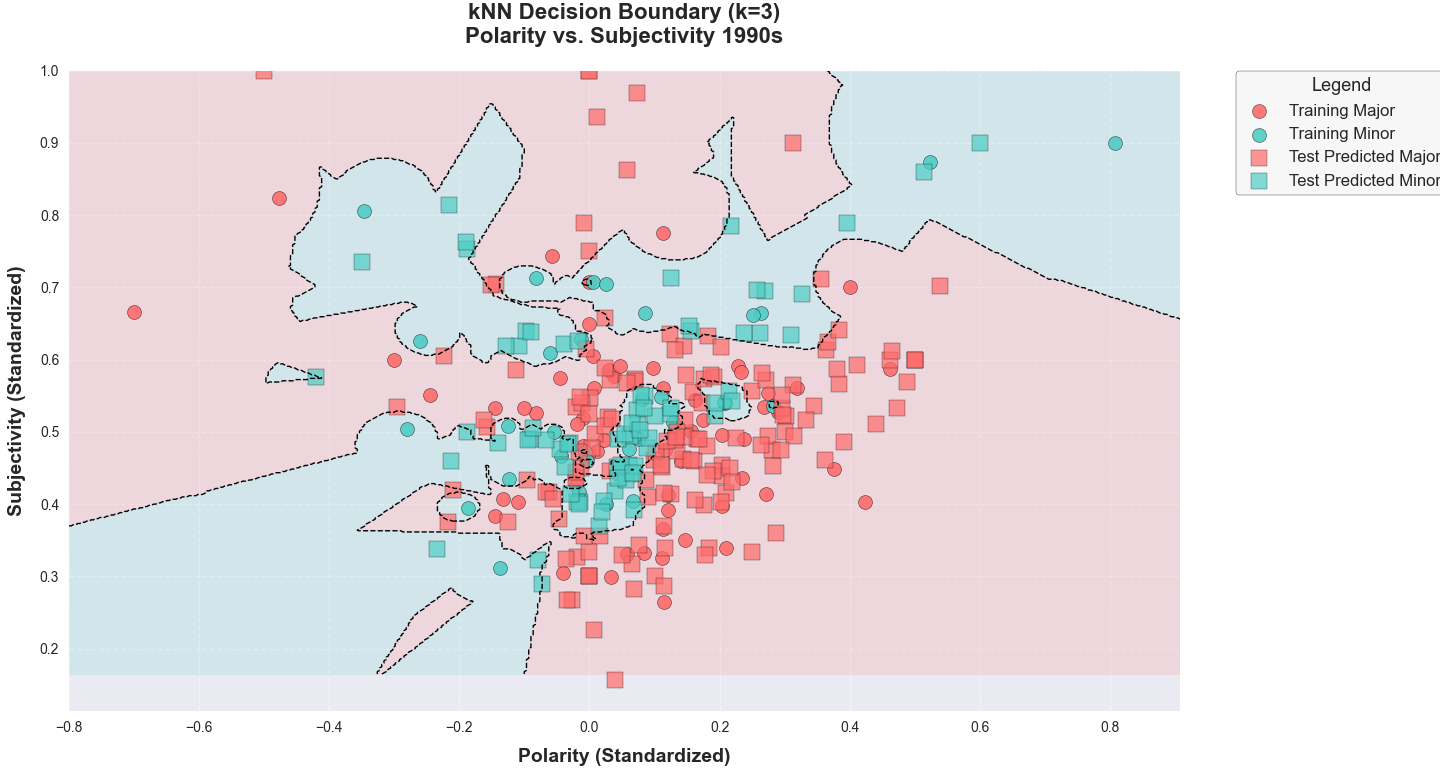 kNN Decision Boundary (k=3)
Polarity vs. Subjectivity 1990s
Legend
Training Major
Training Minor
Test Predicted Major
Test Predicted Minor
Subjectivity (Standardized)
1.0
0.9
0.8
0.7
0.6
0.5
0.4
0.3
0.2
−0.8 −0.6 −0.4 −0.2 0.0 0.2 0.4 0.6 0.8
Polarity (Standardized)